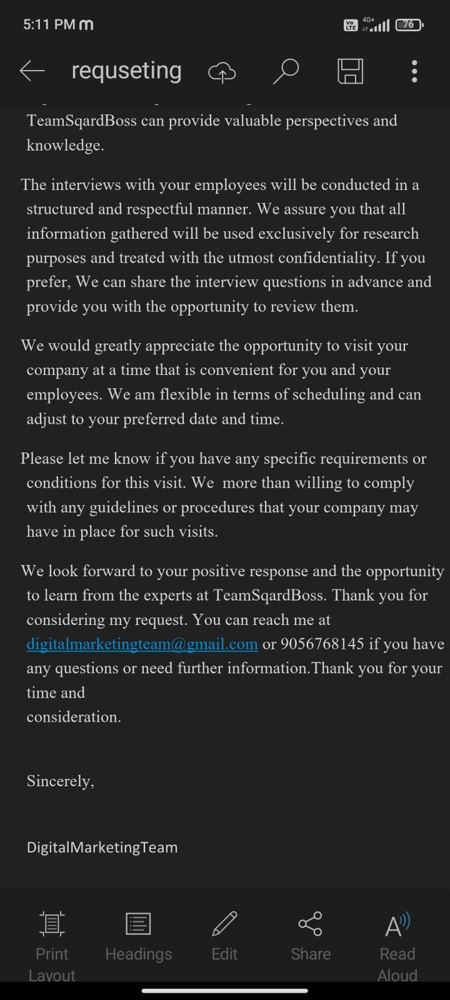 5:11 PM m
Vo LTE 4G+ 76
requseting
TeamSqardBoss can provide valuable perspectives and
knowledge.
The interviews with your employees will be conducted in a
structured and respectful manner. We assure you that all
information gathered will be used exclusively for research
purposes and treated with the utmost confidentiality. If you
prefer, We can share the interview questions in advance and
provide you with the opportunity to review them.
We would greatly appreciate the opportunity to visit your
company at a time that is convenient for you and your
employees. We am flexible in terms of scheduling and can
adjust to your preferred date and time.
Please let me know if you have any specific requirements or
conditions for this visit. We  more than willing to comply
with any guidelines or procedures that your company may
have in place for such visits.
We look forward to your positive response and the opportunity
to learn from the experts at TeamSqardBoss. Thank you for
considering my request. You can reach me at
digitalmarketingteam@gmail.com or 9056768145 if you have
any questions or need further information.Thank you for your
time and
consideration.
Sincerely,
DigitalMarketingTeam
Print Layout
Headings
Edit
Share
Read Aloud